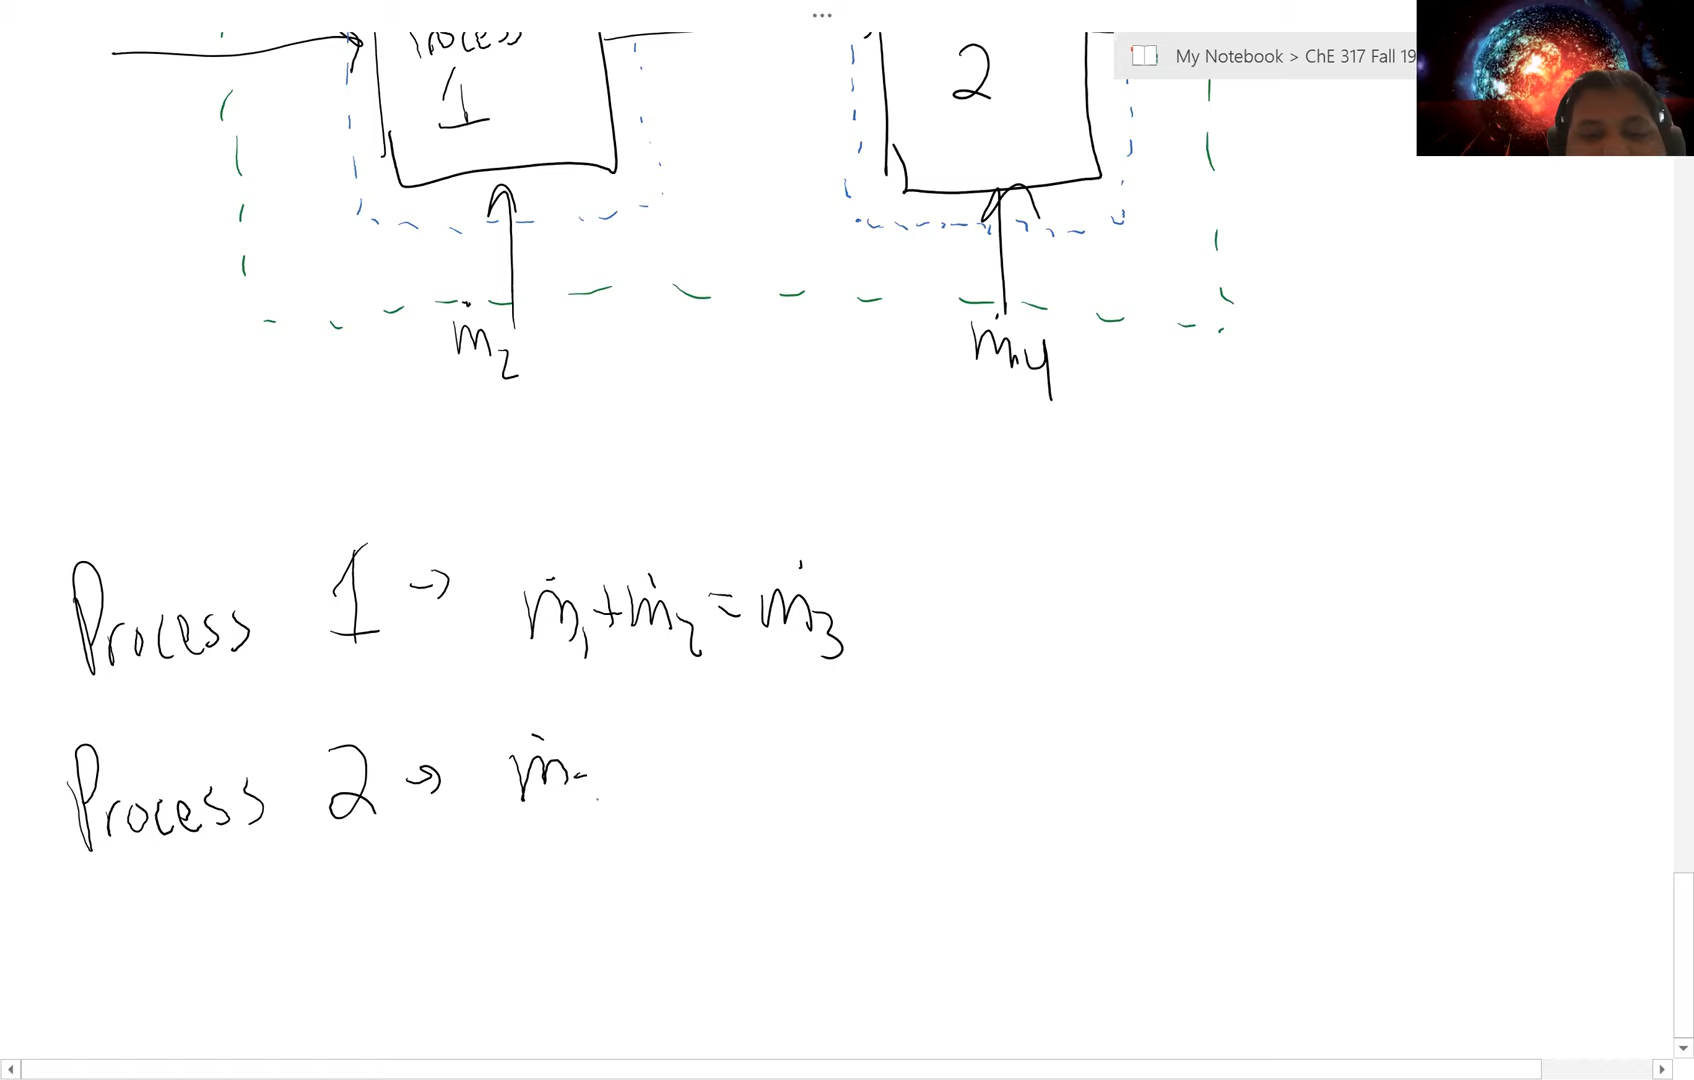 ...
My Notebook > ChE 317 Fall 19
Process
1
2
ṁ2
ṁ4
Process 1 → ṁ1 + ṁ2 = ṁ3
Process 2 → ṁ